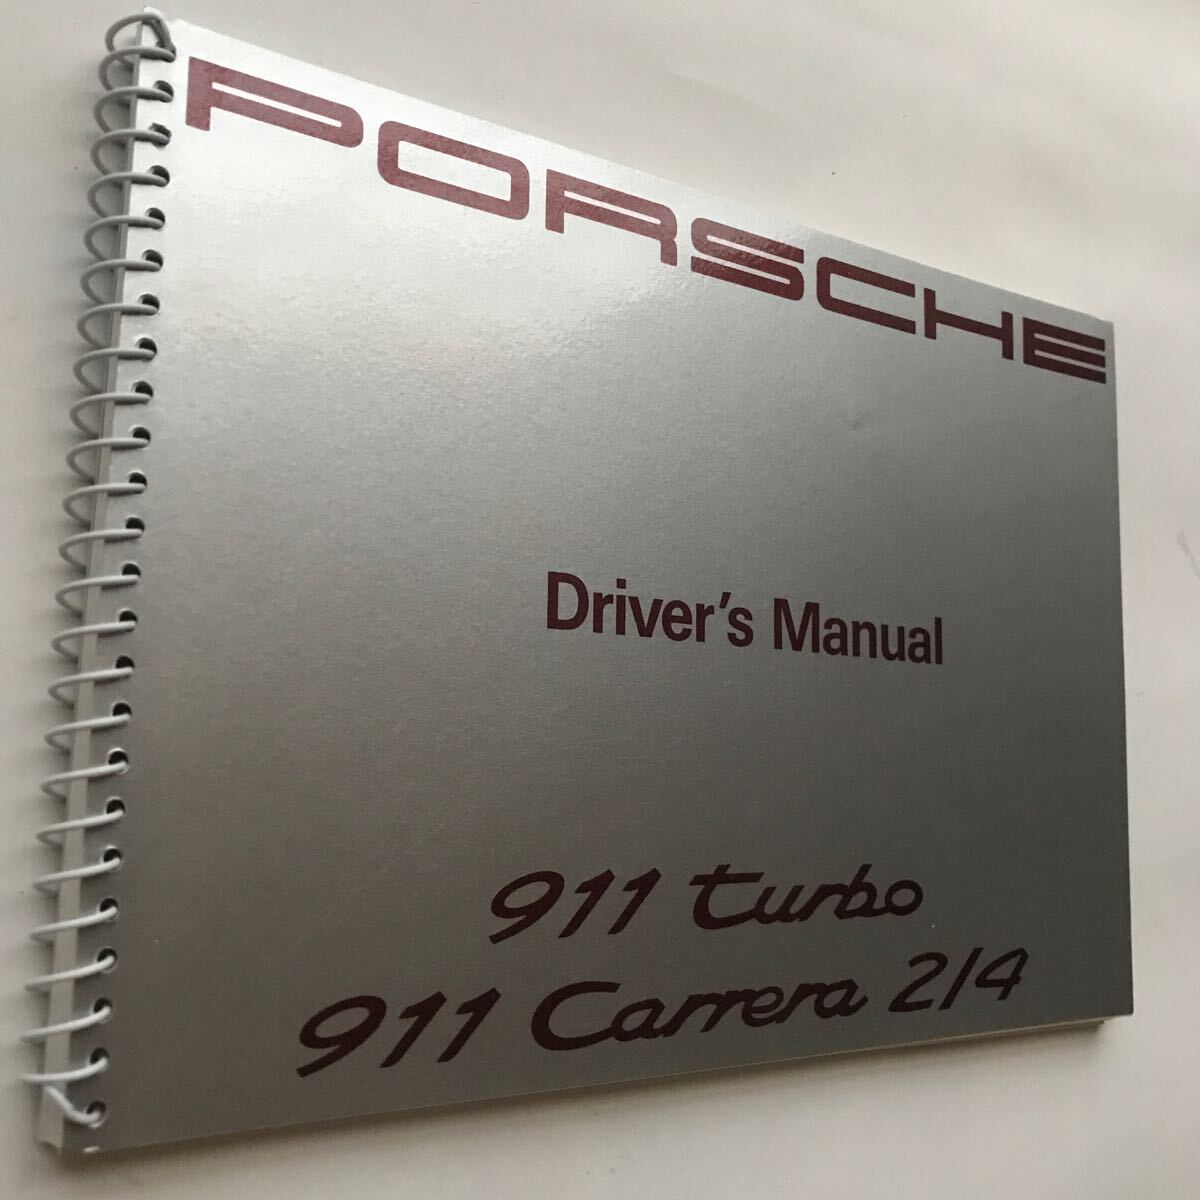 PORSCHE
Driver's Manual
911 turbo
911 Carrera 2/4